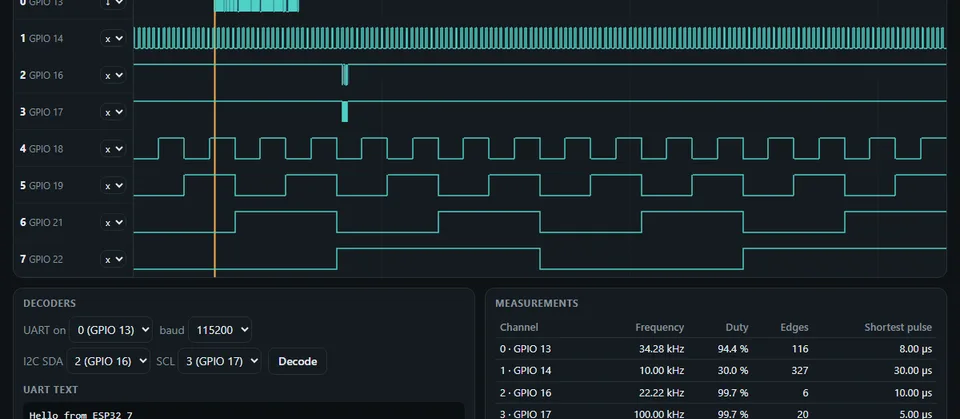 0 GPIO 13
1 GPIO 14 x
2 GPIO 16 x
3 GPIO 17 x
4 GPIO 18 x
5 GPIO 19 x
6 GPIO 21 x
7 GPIO 22 x
DECODERS
UART on 0 (GPIO 13) baud 115200
I2C SDA 2 (GPIO 16) SCL 3 (GPIO 17) Decode
UART TEXT
Hello from ESP32 7
MEASUREMENTS
Channel Frequency Duty Edges Shortest pulse
0 · GPIO 13 34.28 kHz 94.4 % 116 8.00 µs
1 · GPIO 14 10.00 kHz 30.0 % 327 30.00 µs
2 · GPIO 16 22.22 kHz 99.7 % 6 10.00 µs
3 · GPIO 17 100.00 kHz 99.7 % 20 5.00 µs